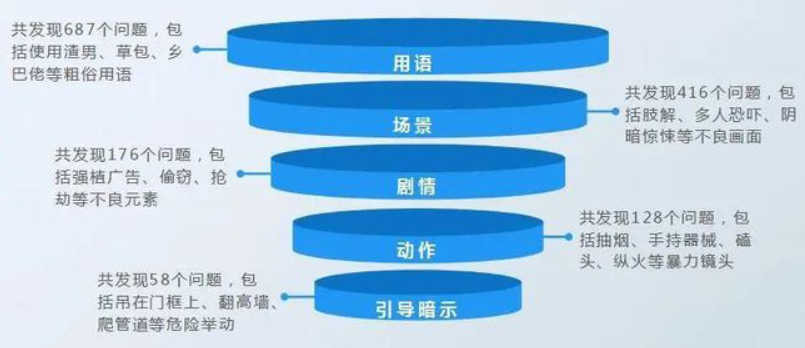 共发现687个问题，包
括使用渣男、草包、乡
巴佬等粗俗用语
用语
共发现416个问题，包
括肢解、多人恐吓、阴
暗惊悚等不良画面
场景
共发现176个问题，包
括强植广告、偷窃、抢
劫等不良元素
剧情
共发现128个问题，包
括抽烟、手持器械、磕
头、纵火等暴力镜头
动作
共发现58个问题，包
括吊在门框上、翻高墙、
爬管道等危险举动
引导暗示